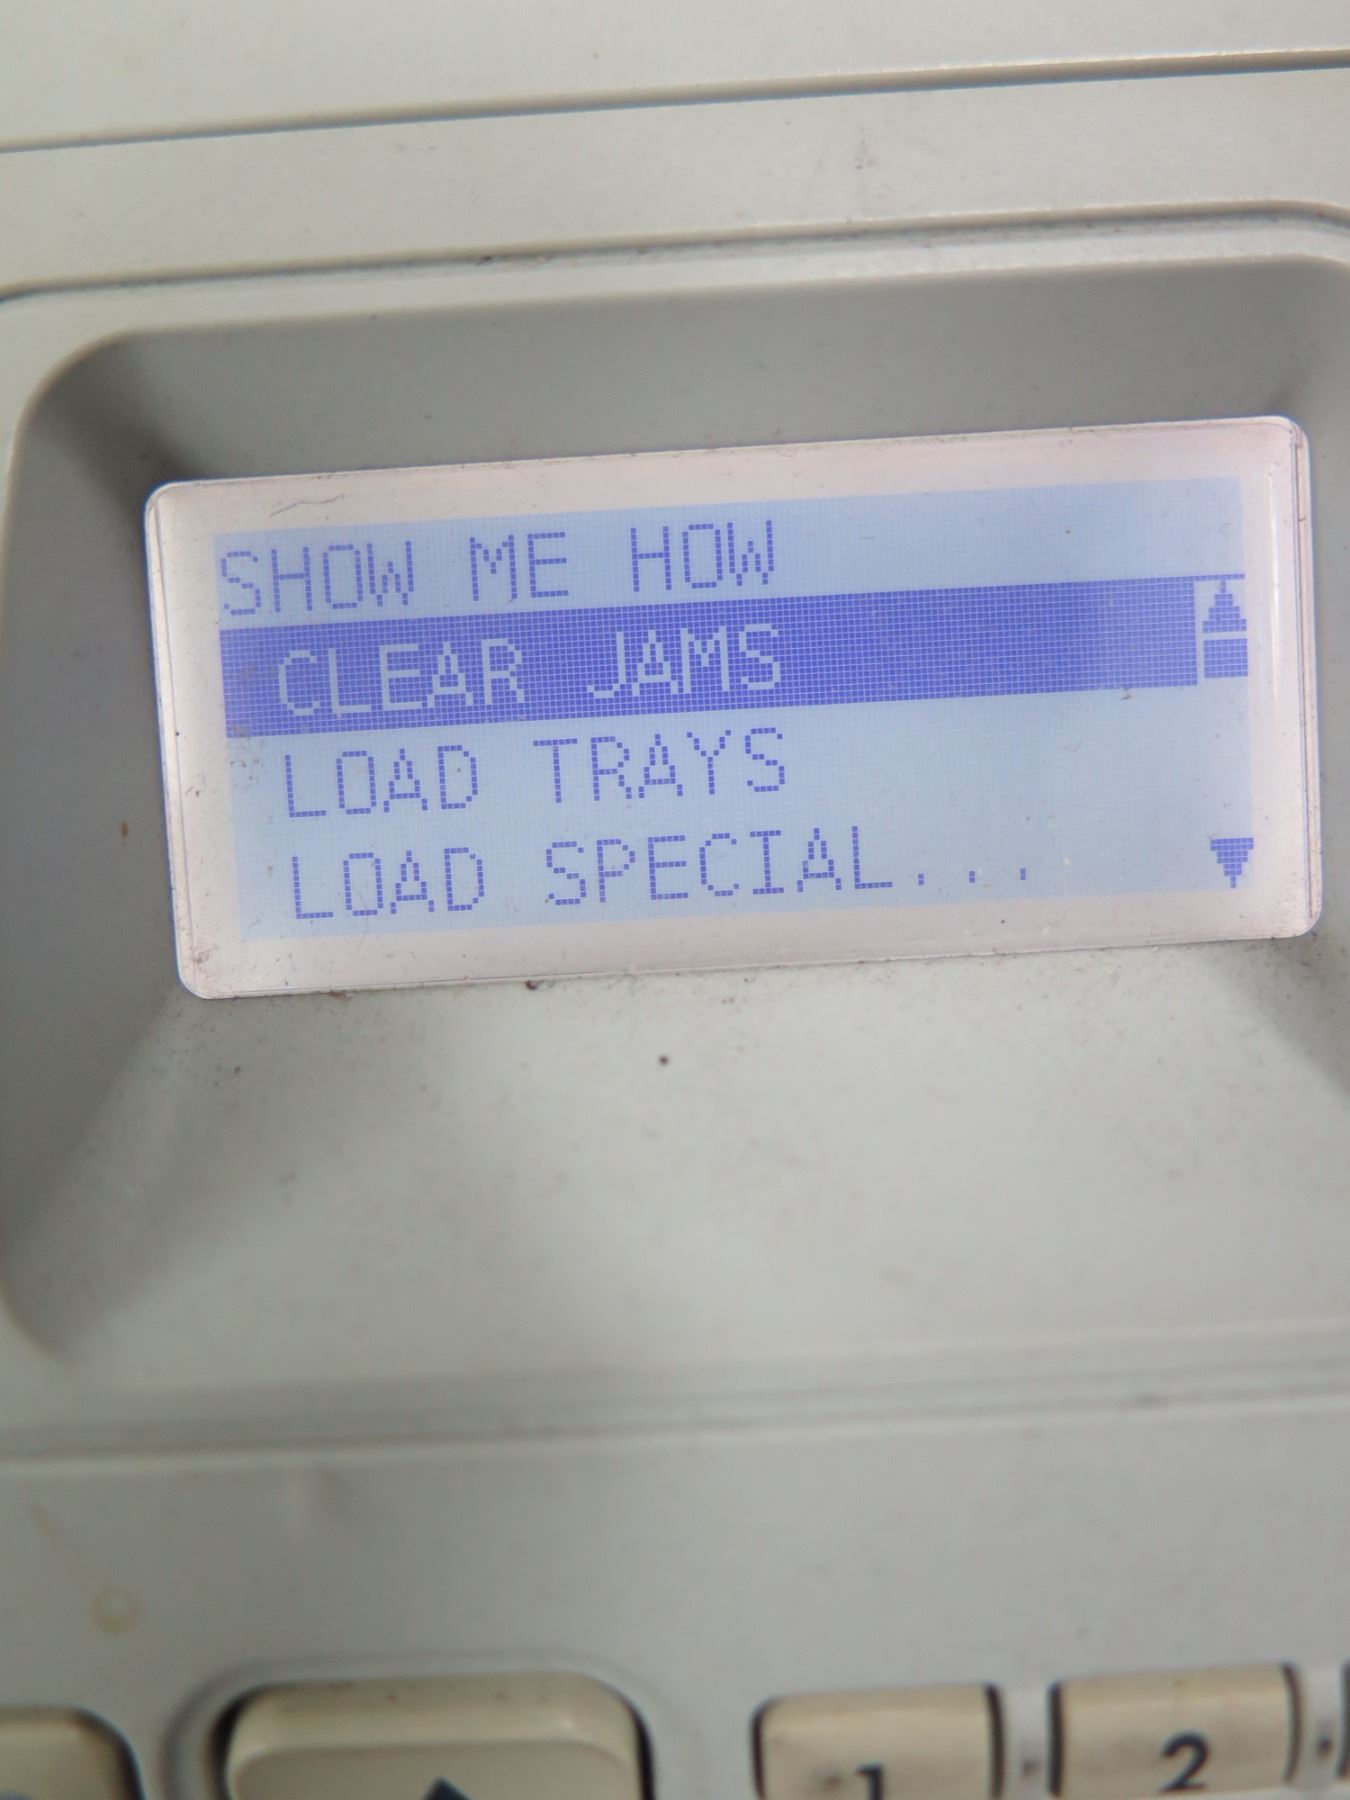 SHOW ME HOW
CLEAR JAMS
LOAD TRAYS
LOAD SPECIAL...
1 2